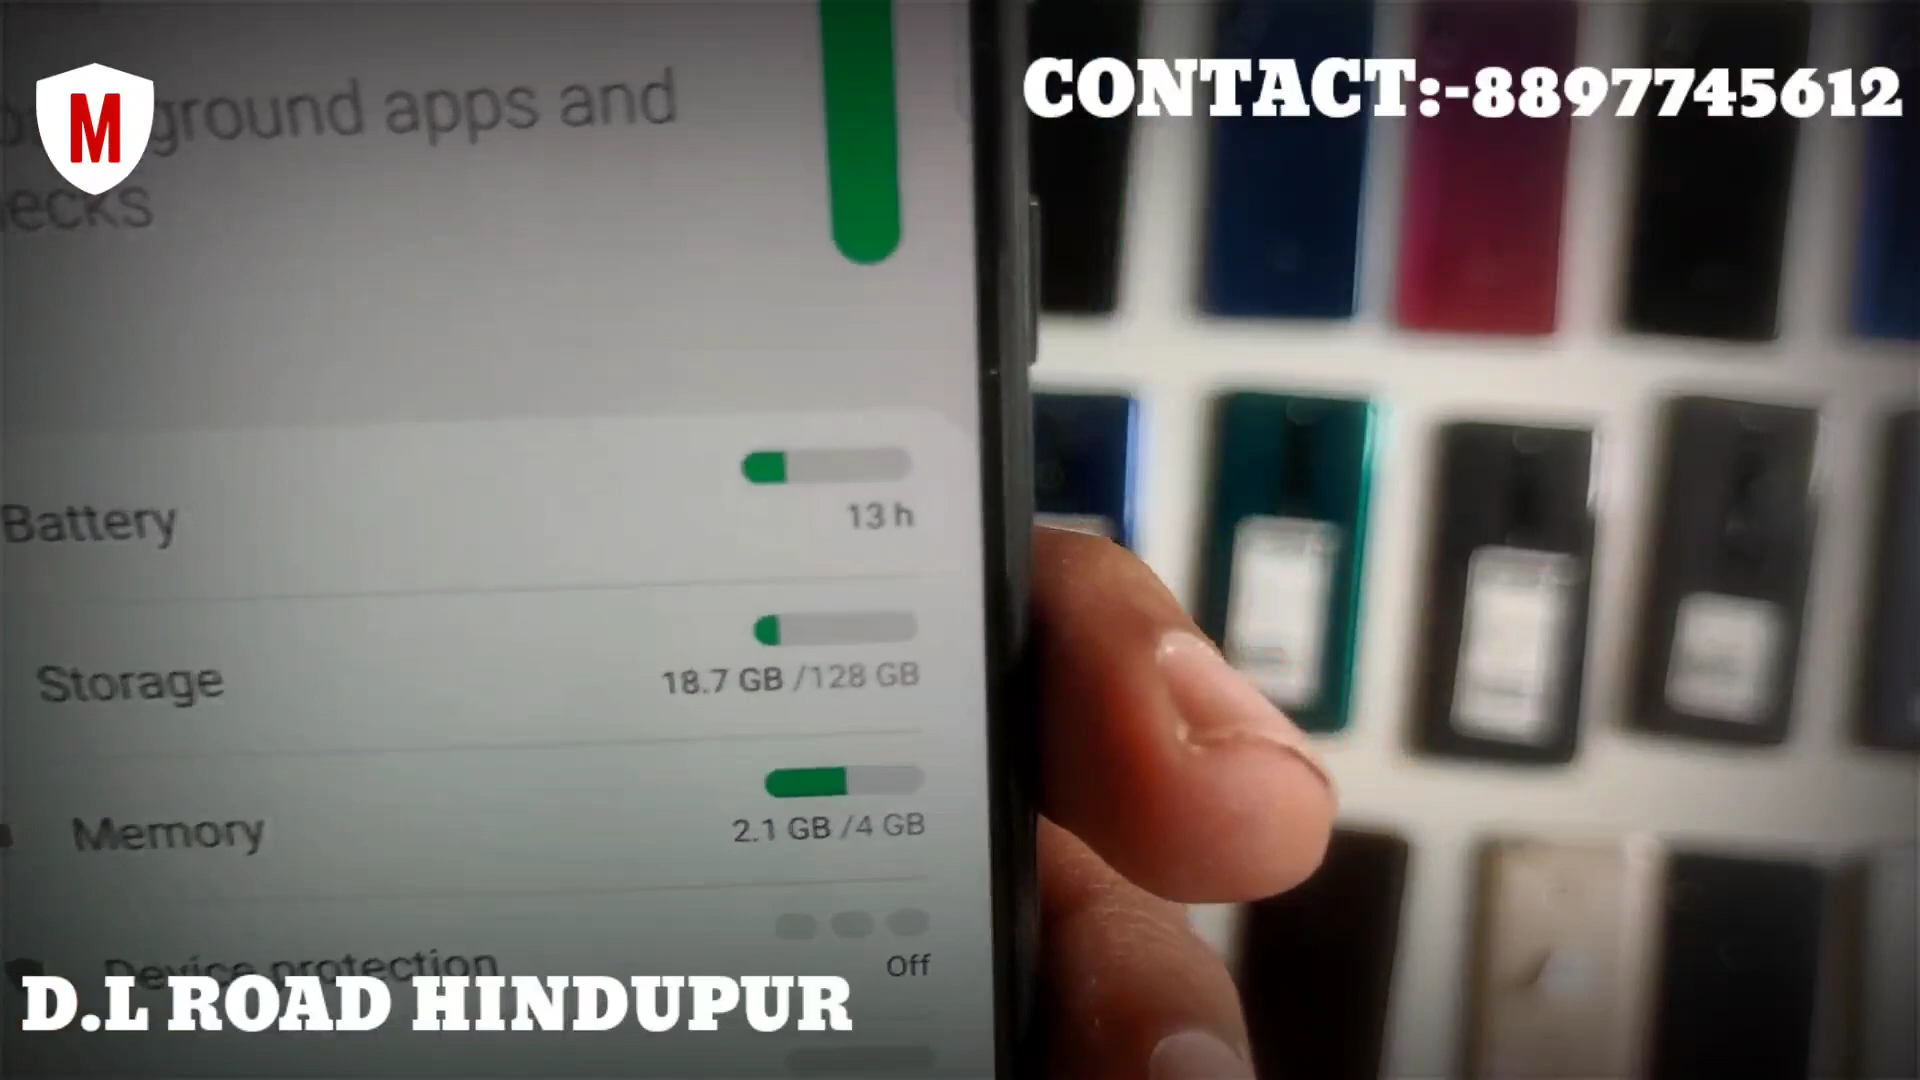 M
CONTACT:-8897745612
ground apps and
ecks
Battery
13 h
Storage
18.7 GB /128 GB
Memory
2.1 GB /4 GB
Device protection
Off
D.L ROAD HINDUPUR